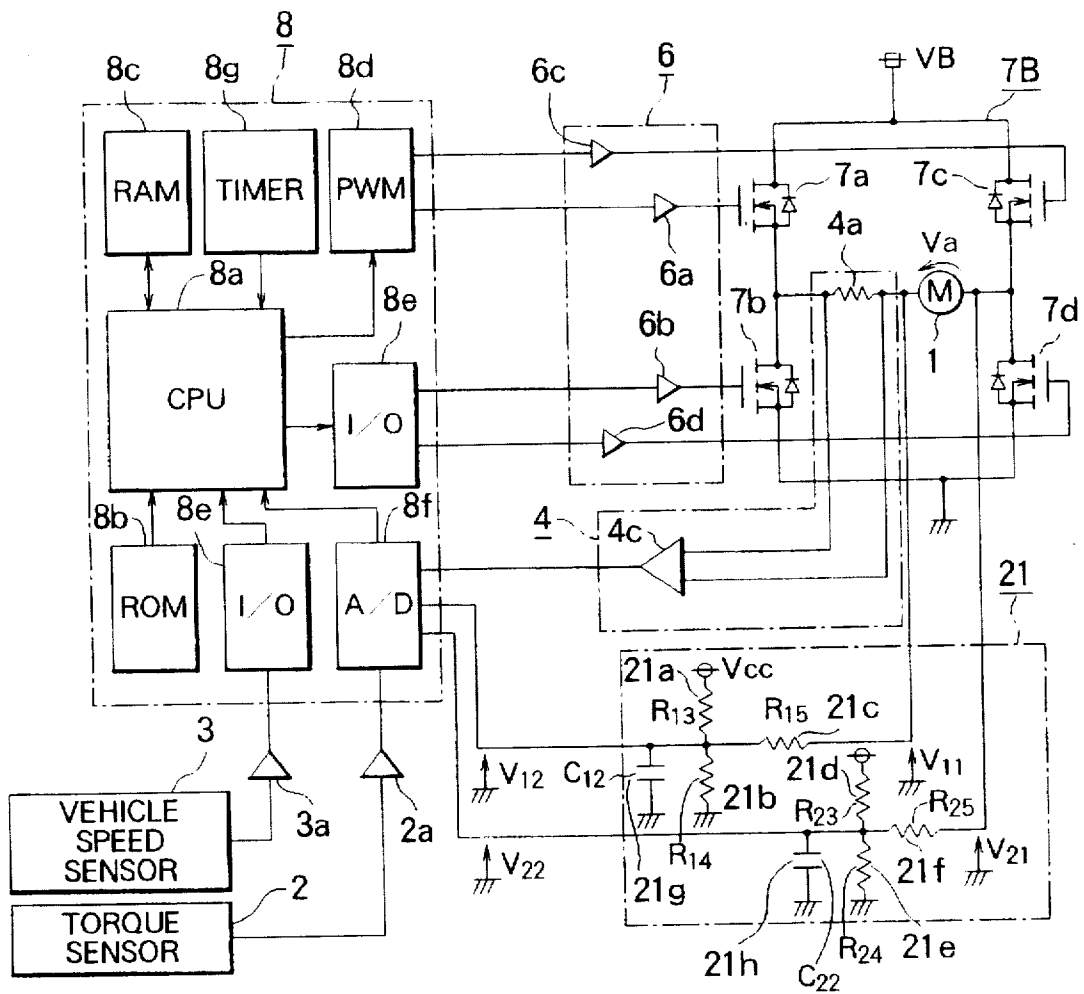 8
8c
8g
8d
6
6c
VB
7B
RAM
TIMER
PWM
7a
7c
8a
6a
4a
Va
8e
6b
7b
M
1
7d
CPU
I/O
6d
8b
8e
8f
4
4c
ROM
I/O
A/D
21
21a
Vcc
3
R13
R15
21c
V12
C12
21d
V11
VEHICLE
SPEED
SENSOR
3a
2a
21b
R23
R25
V22
R14
V21
2
21g
21f
TORQUE
SENSOR
21h
C22
R24
21e